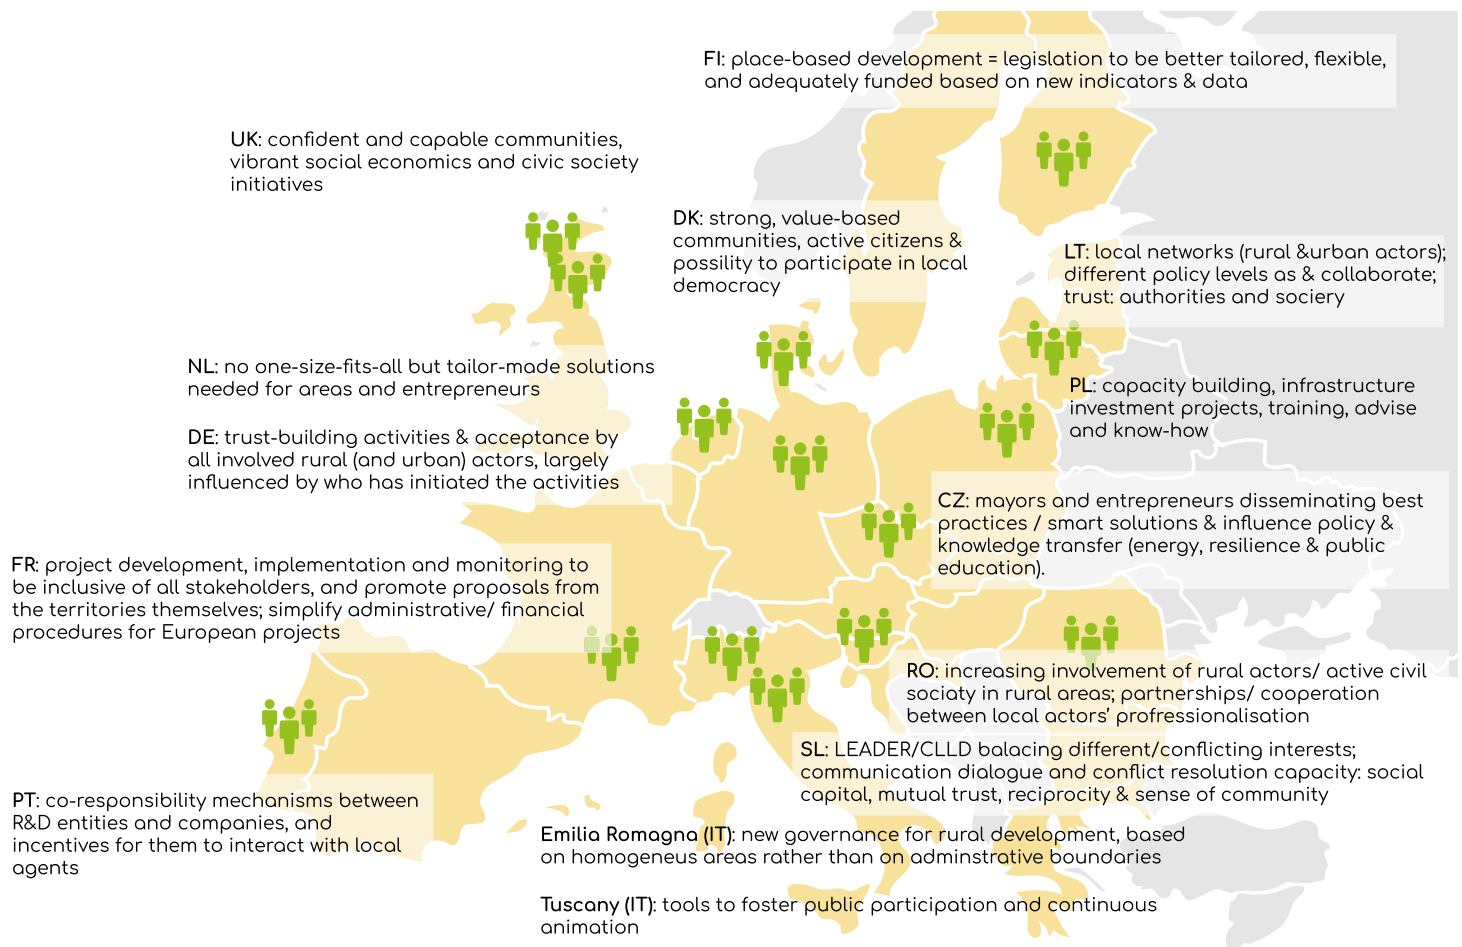 FI: place-based development = legislation to be better tailored, flexible,
and adequately funded based on new indicators & data
UK: confident and capable communities,
vibrant social economics and civic society
initiatives
DK: strong, value-based
communities, active citizens &
possility to participate in local
democracy
LT: local networks (rural &urban actors);
different policy levels as & collaborate;
trust: authorities and sociery
NL: no one-size-fits-all but tailor-made solutions
needed for areas and entrepreneurs
PL: capacity building, infrastructure
investment projects, training, advise
and know-how
DE: trust-building activities & acceptance by
all involved rural (and urban) actors, largely
influenced by who has initiated the activities
CZ: mayors and entrepreneurs disseminating best
practices / smart solutions & influence policy &
knowledge transfer (energy, resilience & public
education).
FR: project development, implementation and monitoring to
be inclusive of all stakeholders, and promote proposals from
the territories themselves; simplify administrative/ financial
procedures for European projects
RO: increasing involvement of rural actors/ active civil
sociaty in rural areas; partnerships/ cooperation
between local actors' profressionalisation
SL: LEADER/CLLD balacing different/conflicting interests;
communication dialogue and conflict resolution capacity: social
capital, mutual trust, reciprocity & sense of community
PT: co-responsibility mechanisms between
R&D entities and companies, and
incentives for them to interact with local
agents
Emilia Romagna (IT): new governance for rural development, based
on homogeneus areas rather than on adminstrative boundaries
Tuscany (IT): tools to foster public participation and continuous
animation